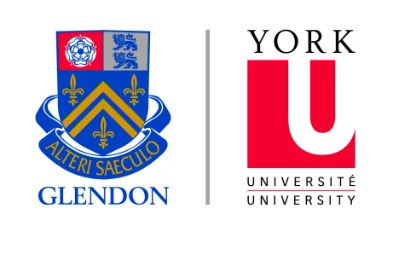 ALTERI SAECULO
GLENDON
YORK
U
UNIVERSITÉ
UNIVERSITY